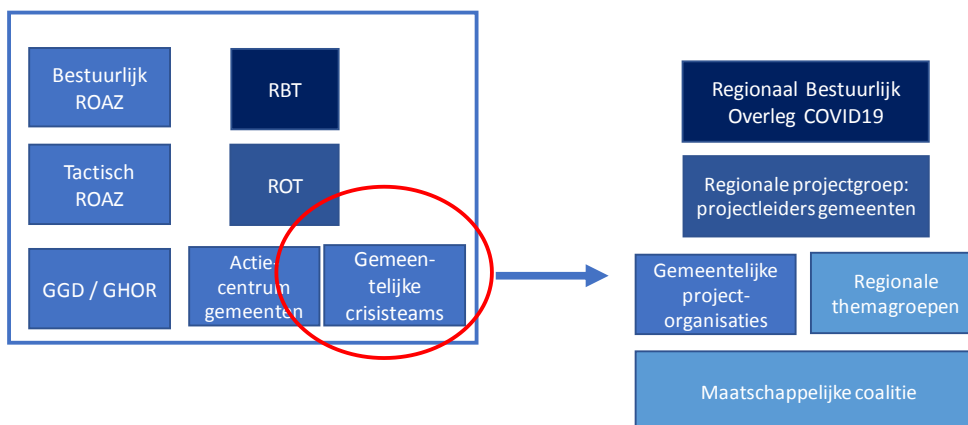 Bestuurlijk
ROAZ
RBT
Tactisch
ROAZ
ROT
GGD / GHOR
Actie-
centrum
gemeenten
Gemeen-
telijke
crisisteams
Regionaal Bestuurlijk
Overleg COVID19
Regionale projectgroep:
projectleiders gemeenten
Gemeentelijke
project-
organisaties
Regionale
themagroepen
Maatschappelijke coalitie